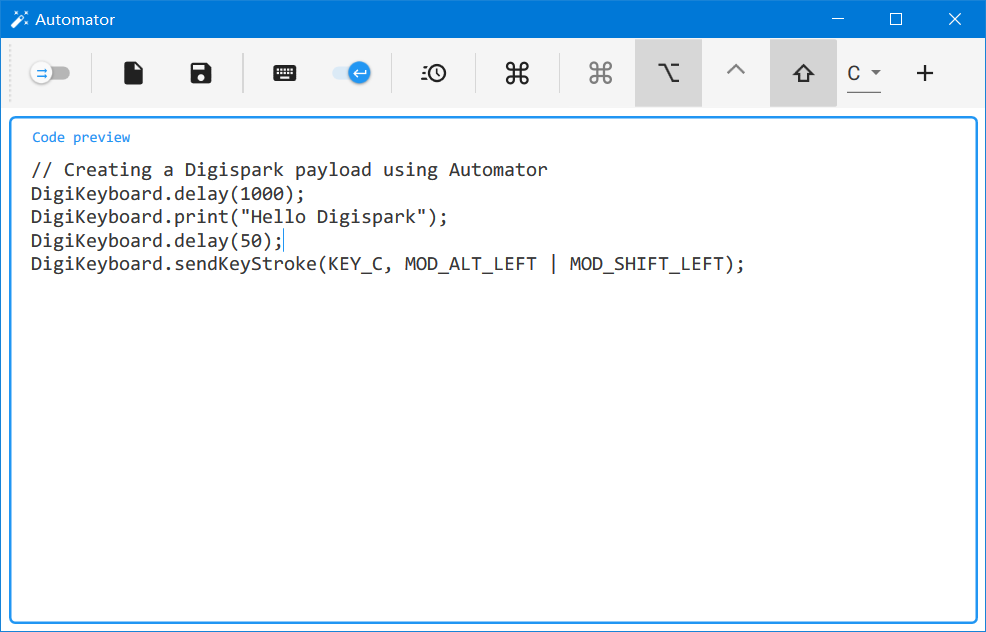 Automator
C
Code preview
// Creating a Digispark payload using Automator
DigiKeyboard.delay(1000);
DigiKeyboard.print("Hello Digispark");
DigiKeyboard.delay(50);
DigiKeyboard.sendKeyStroke(KEY_C, MOD_ALT_LEFT | MOD_SHIFT_LEFT);